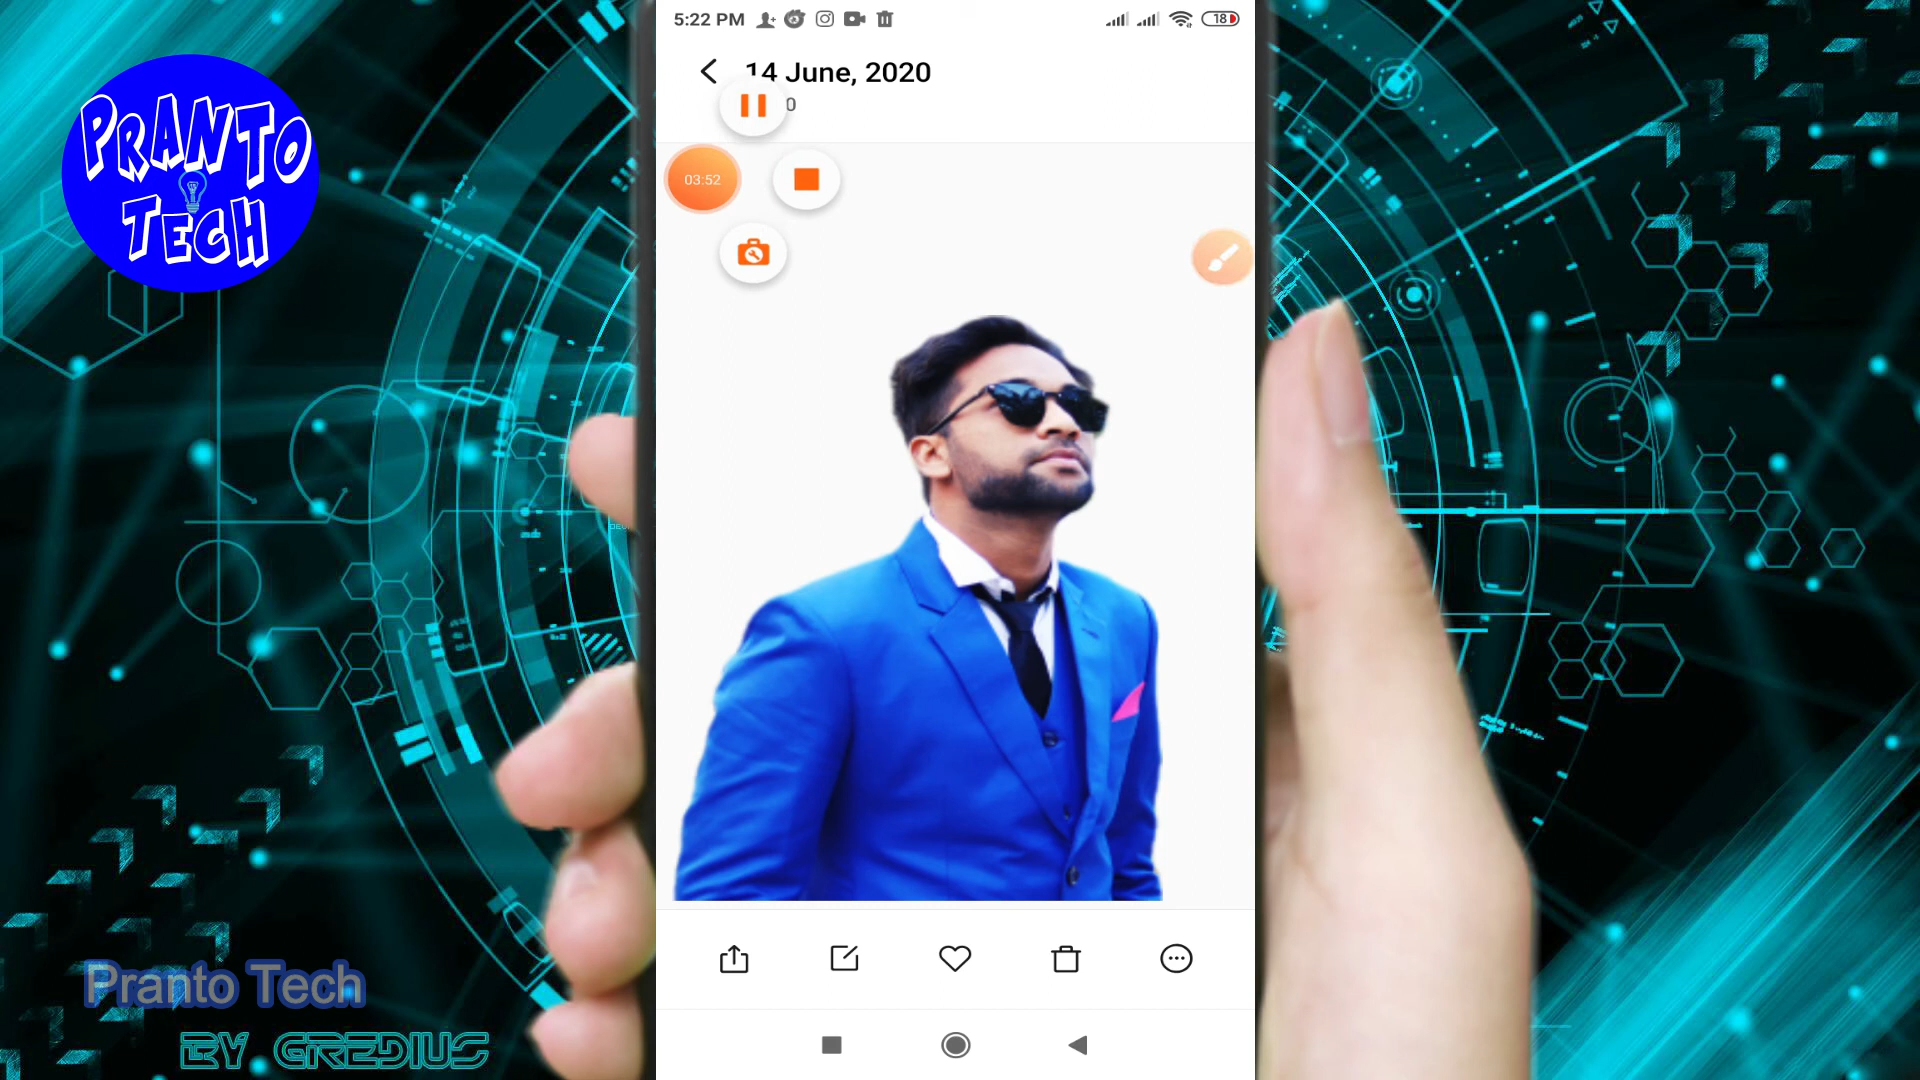 PRANTO
TECH
5:22 PM
18
14 June, 2020
0
03:52
Pranto Tech
BY GREDIUS